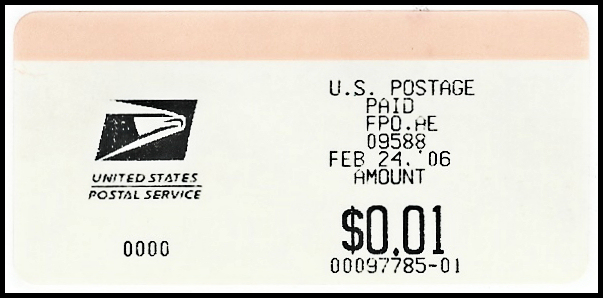 UNITED STATES
POSTAL SERVICE
0000
U.S. POSTAGE
PAID
FPO.AE
09588
FEB 24.'06
AMOUNT
$0.01
00097785-01